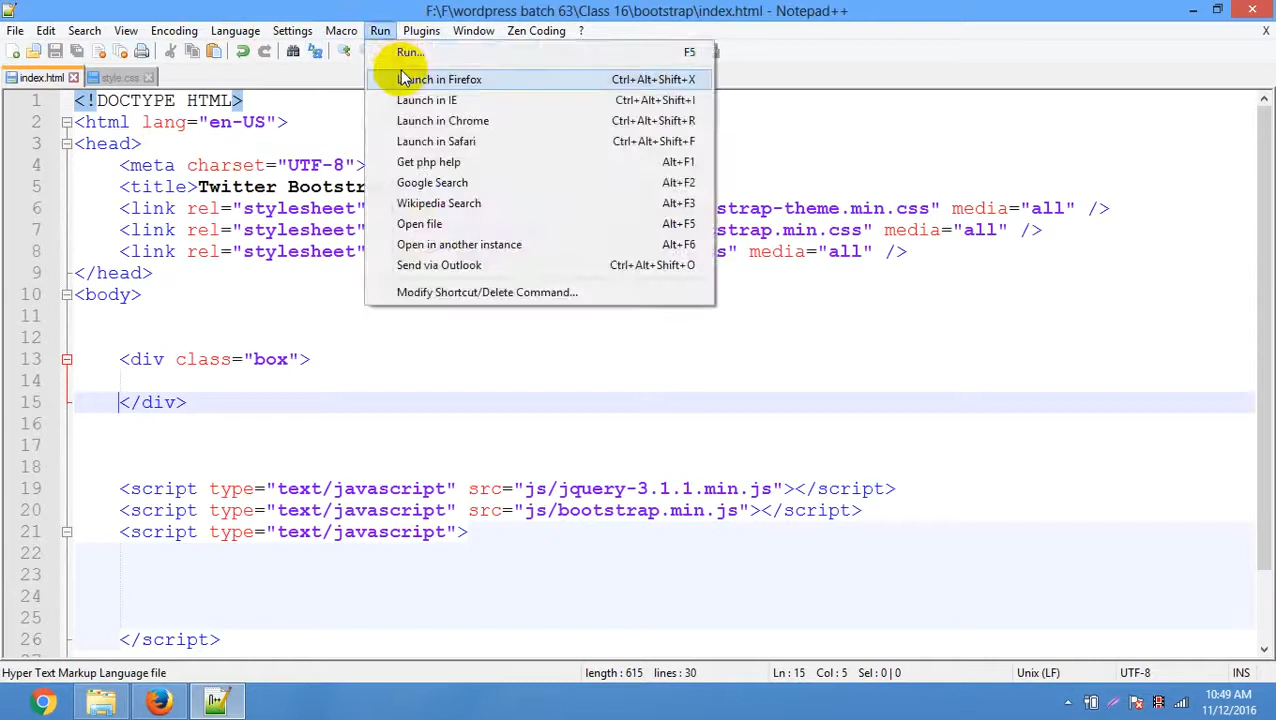 F:\F\wordpress batch 63\Class 16\bootstrap\index.html - Notepad++
File Edit Search View Encoding Language Settings Macro Run Plugins Window Zen Coding ? X
Run... F5
index.html style.css
Launch in Firefox Ctrl+Alt+Shift+X
Launch in IE Ctrl+Alt+Shift+I
Launch in Chrome Ctrl+Alt+Shift+R
Launch in Safari Ctrl+Alt+Shift+F
Get php help Alt+F1
Google Search Alt+F2
Wikipedia Search Alt+F3
Open file Alt+F5
Open in another instance Alt+F6
Send via Outlook Ctrl+Alt+Shift+O
Modify Shortcut/Delete Command...
1 <!DOCTYPE HTML>
2 <html lang="en-US">
3 <head>
4 <meta charset="UTF-8">
5 <title>Twitter Bootstr
6 <link rel="stylesheet" strap-theme.min.css" media="all" />
7 <link rel="stylesheet" strap.min.css" media="all" />
8 <link rel="stylesheet" s" media="all" />
9 </head>
10 <body>
11
12
13 <div class="box">
14
15 </div>
16
17
18
19 <script type="text/javascript" src="js/jquery-3.1.1.min.js"></script>
20 <script type="text/javascript" src="js/bootstrap.min.js"></script>
21 <script type="text/javascript">
22
23
24
25
26 </script>
Hyper Text Markup Language file length : 615 lines : 30 Ln : 15 Col : 5 Sel : 0 | 0 Unix (LF) UTF-8 INS
10:49 AM
11/12/2016